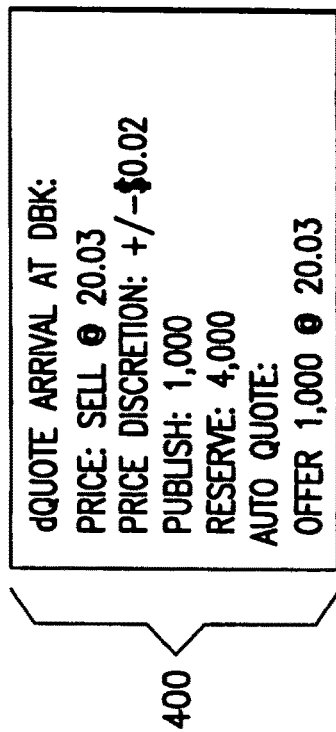 dQUOTE ARRIVAL AT DBK:
PRICE: SELL @ 20.03
PRICE DISCRETION: +/-$0.02
PUBLISH: 1,000
RESERVE: 4,000
AUTO QUOTE:
OFFER 1,000 @ 20.03
400